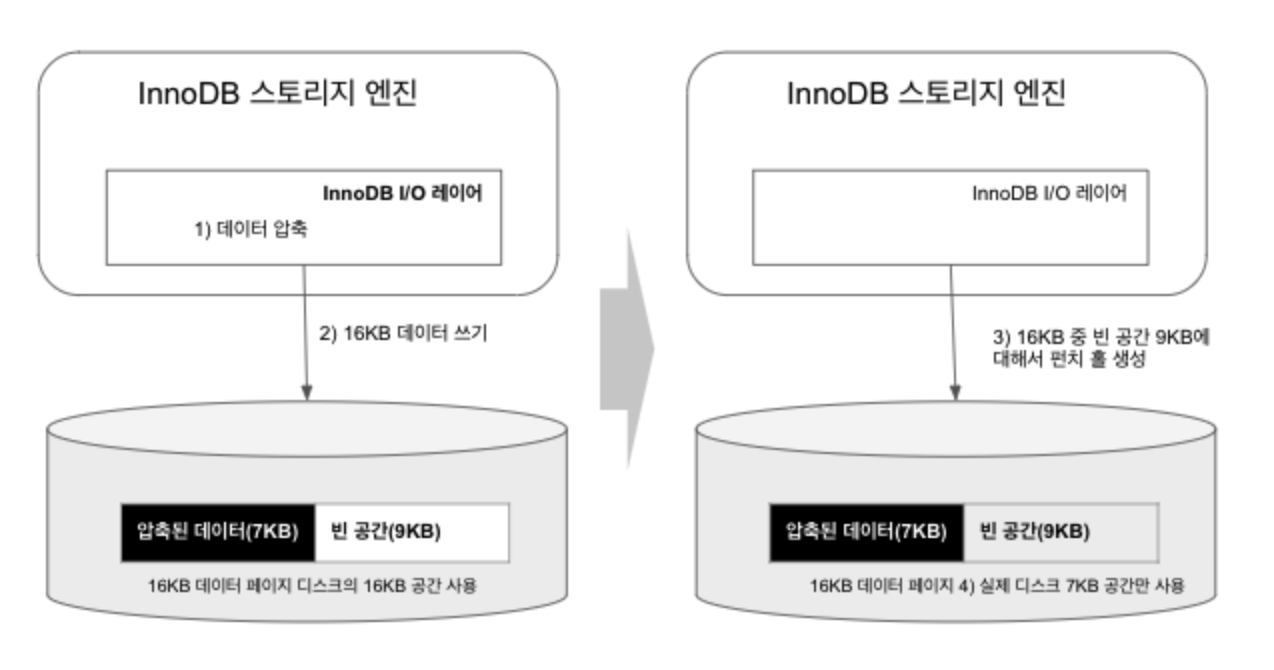 InnoDB 스토리지 엔진
InnoDB I/O 레이어
1) 데이터 압축
2) 16KB 데이터 쓰기
압축된 데이터(7KB)
빈 공간(9KB)
16KB 데이터 페이지 디스크의 16KB 공간 사용
InnoDB 스토리지 엔진
InnoDB I/O 레이어
3) 16KB 중 빈 공간 9KB에
대해서 펀치 홀 생성
압축된 데이터(7KB)
빈 공간(9KB)
16KB 데이터 페이지 4) 실제 디스크 7KB 공간만 사용